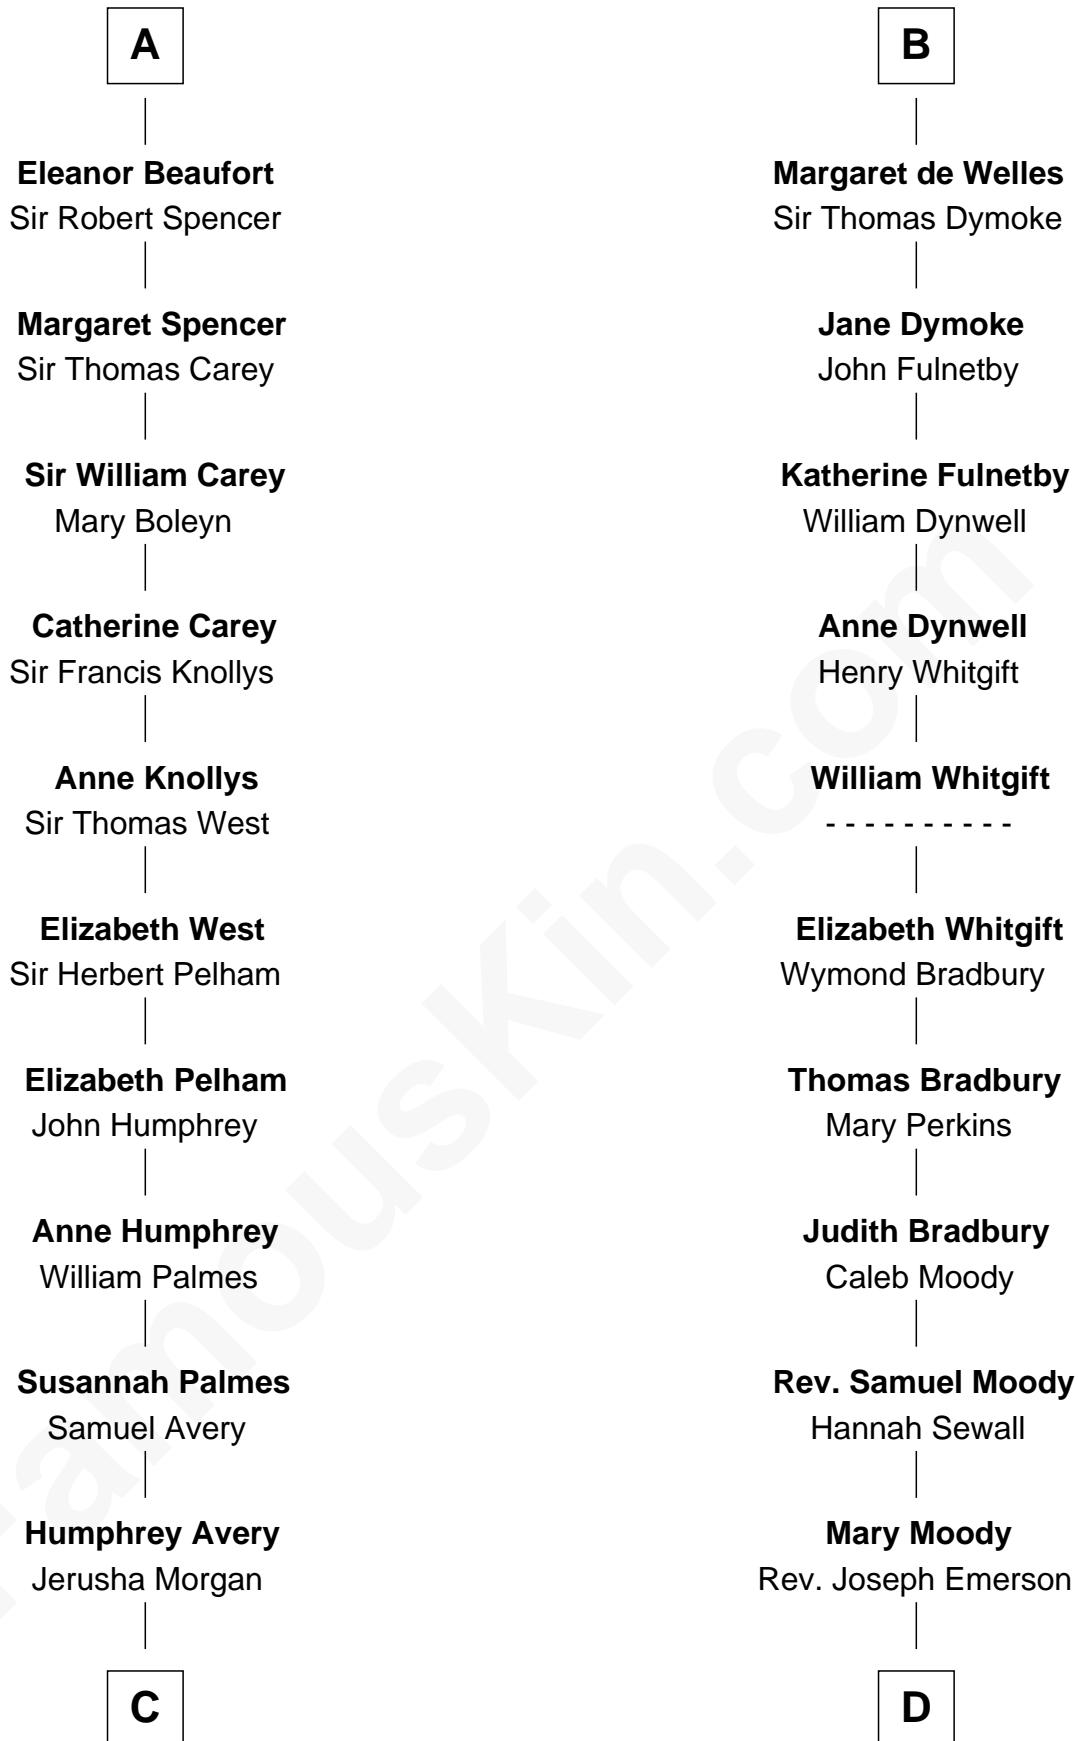 A
Eleanor Beaufort
Sir Robert Spencer
Margaret Spencer
Sir Thomas Carey
Sir William Carey
Mary Boleyn
Catherine Carey
Sir Francis Knollys
Anne Knollys
Sir Thomas West
Elizabeth West
Sir Herbert Pelham
Elizabeth Pelham
John Humphrey
Anne Humphrey
William Palmes
Susannah Palmes
Samuel Avery
Humphrey Avery
Jerusha Morgan
C
B
Margaret de Welles
Sir Thomas Dymoke
Jane Dymoke
John Fulnetby
Katherine Fulnetby
William Dynwell
Anne Dynwell
Henry Whitgift
William Whitgift
- - - - - - - - - -
Elizabeth Whitgift
Wymond Bradbury
Thomas Bradbury
Mary Perkins
Judith Bradbury
Caleb Moody
Rev. Samuel Moody
Hannah Sewall
Mary Moody
Rev. Joseph Emerson
D
FamousKin.com